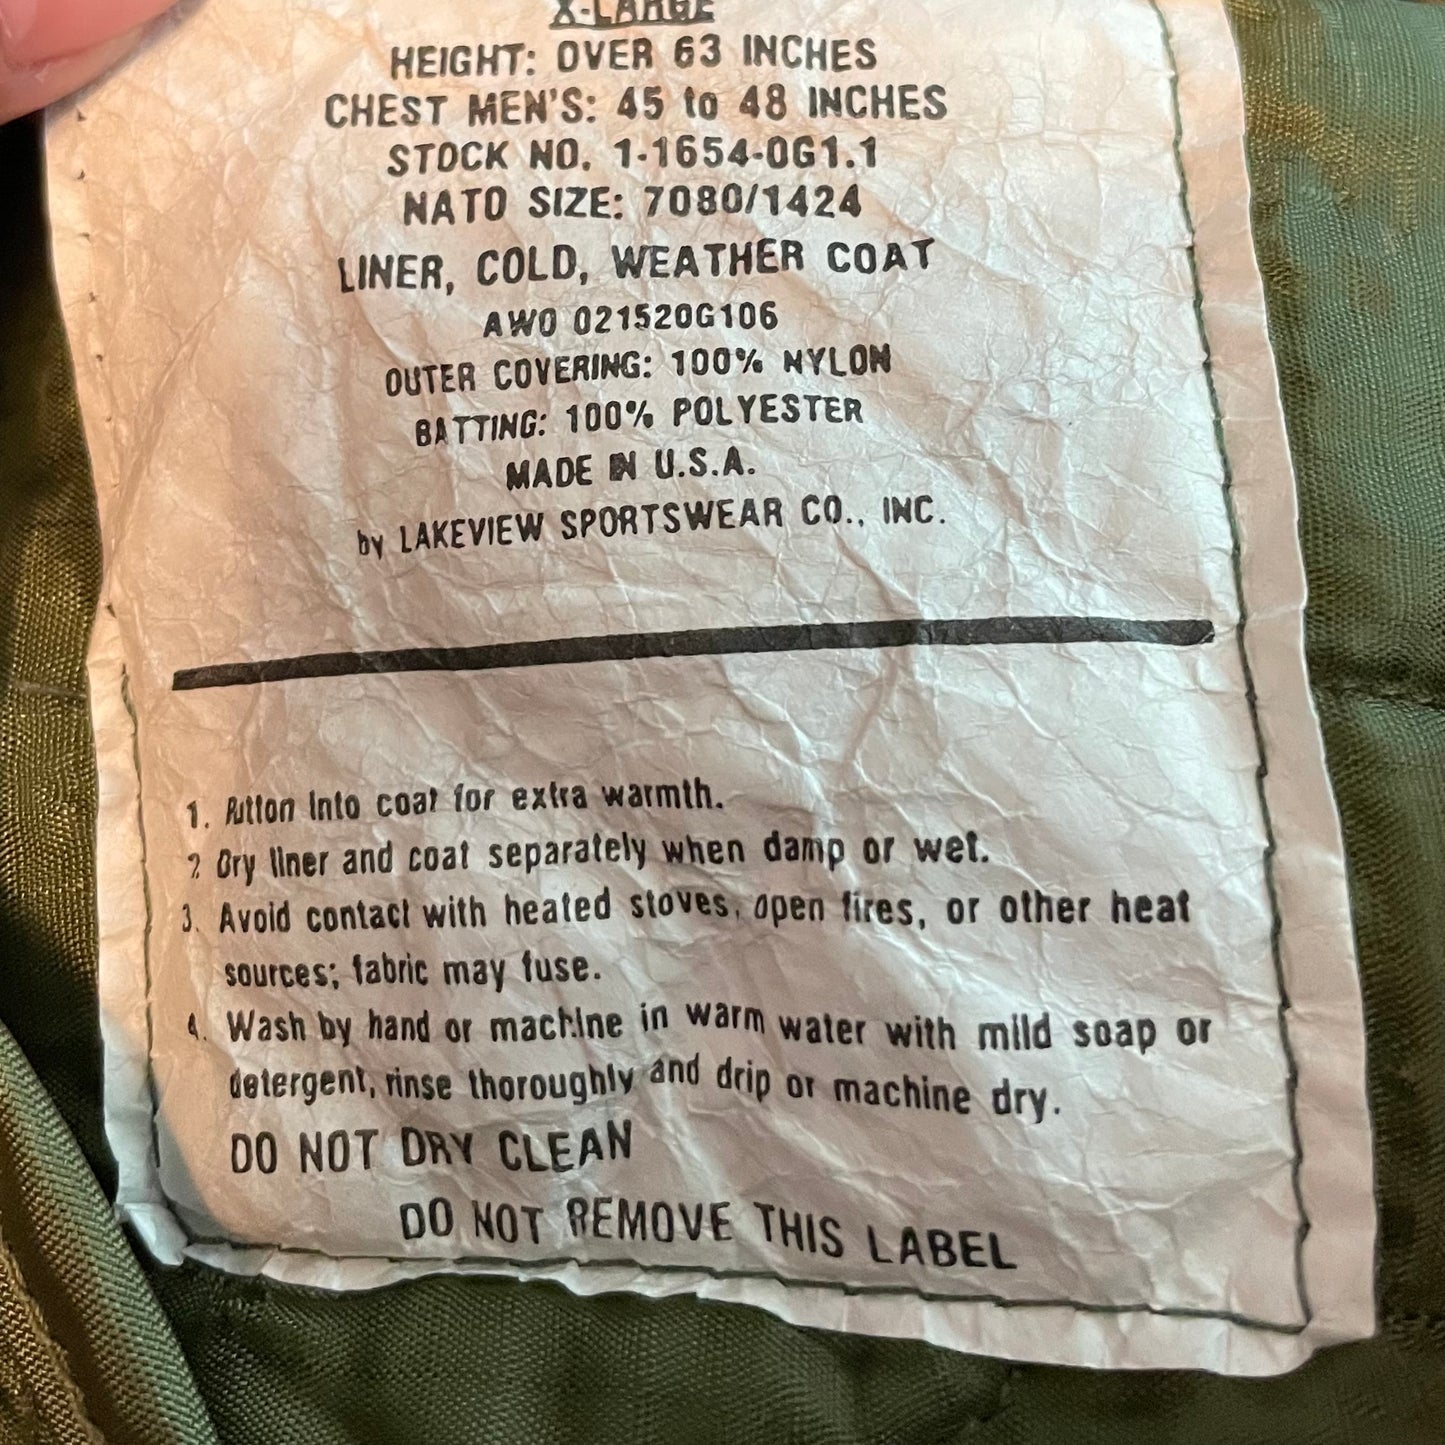 X-LARGE
HEIGHT: OVER 63 INCHES
CHEST MEN'S: 45 to 48 INCHES
STOCK NO. 1-1654-OG1.1
NATO SIZE: 7080/1424
LINER, COLD, WEATHER COAT
AWO 021520G106
OUTER COVERING: 100% NYLON
BATTING: 100% POLYESTER
MADE IN U.S.A.
by LAKEVIEW SPORTSWEAR CO., INC.
1. Button into coat for extra warmth.
2 Dry liner and coat separately when damp or wet.
3. Avoid contact with heated stoves, open fires, or other heat
sources; fabric may fuse.
4. Wash by hand or machine in warm water with mild soap or
detergent, rinse thoroughly and drip or machine dry.
DO NOT DRY CLEAN
DO NOT REMOVE THIS LABEL